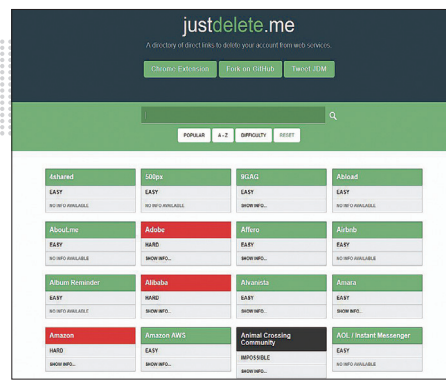 justdelete.me
A directory of direct links to delete your account from web services.
Chrome Extension Fork on GitHub Tweet JDM
POPULAR A - Z DIFFICULTY RESET
4shared 500px 9GAG Abload
EASY EASY EASY EASY
NO INFO AVAILABLE NO INFO AVAILABLE SHOW INFO... NO INFO AVAILABLE
About.me Adobe Affero Airbnb
EASY HARD EASY EASY
NO INFO AVAILABLE SHOW INFO... SHOW INFO... NO INFO AVAILABLE
Album Reminder Alibaba Alvanista Amara
EASY HARD EASY EASY
NO INFO AVAILABLE SHOW INFO... SHOW INFO... SHOW INFO...
Amazon Amazon AWS Animal Crossing Community AOL / Instant Messenger
HARD EASY IMPOSSIBLE EASY
SHOW INFO... SHOW INFO... SHOW INFO... NO INFO AVAILABLE